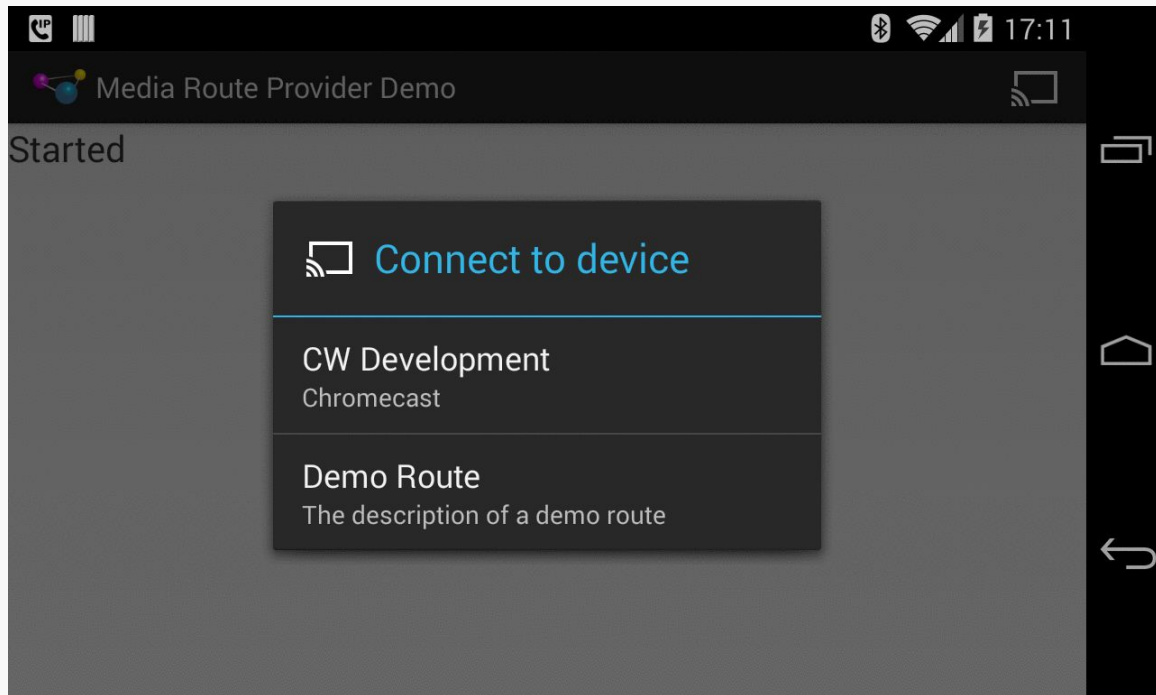 IP
17:11
Media Route Provider Demo
Started
Connect to device
CW Development
Chromecast
Demo Route
The description of a demo route